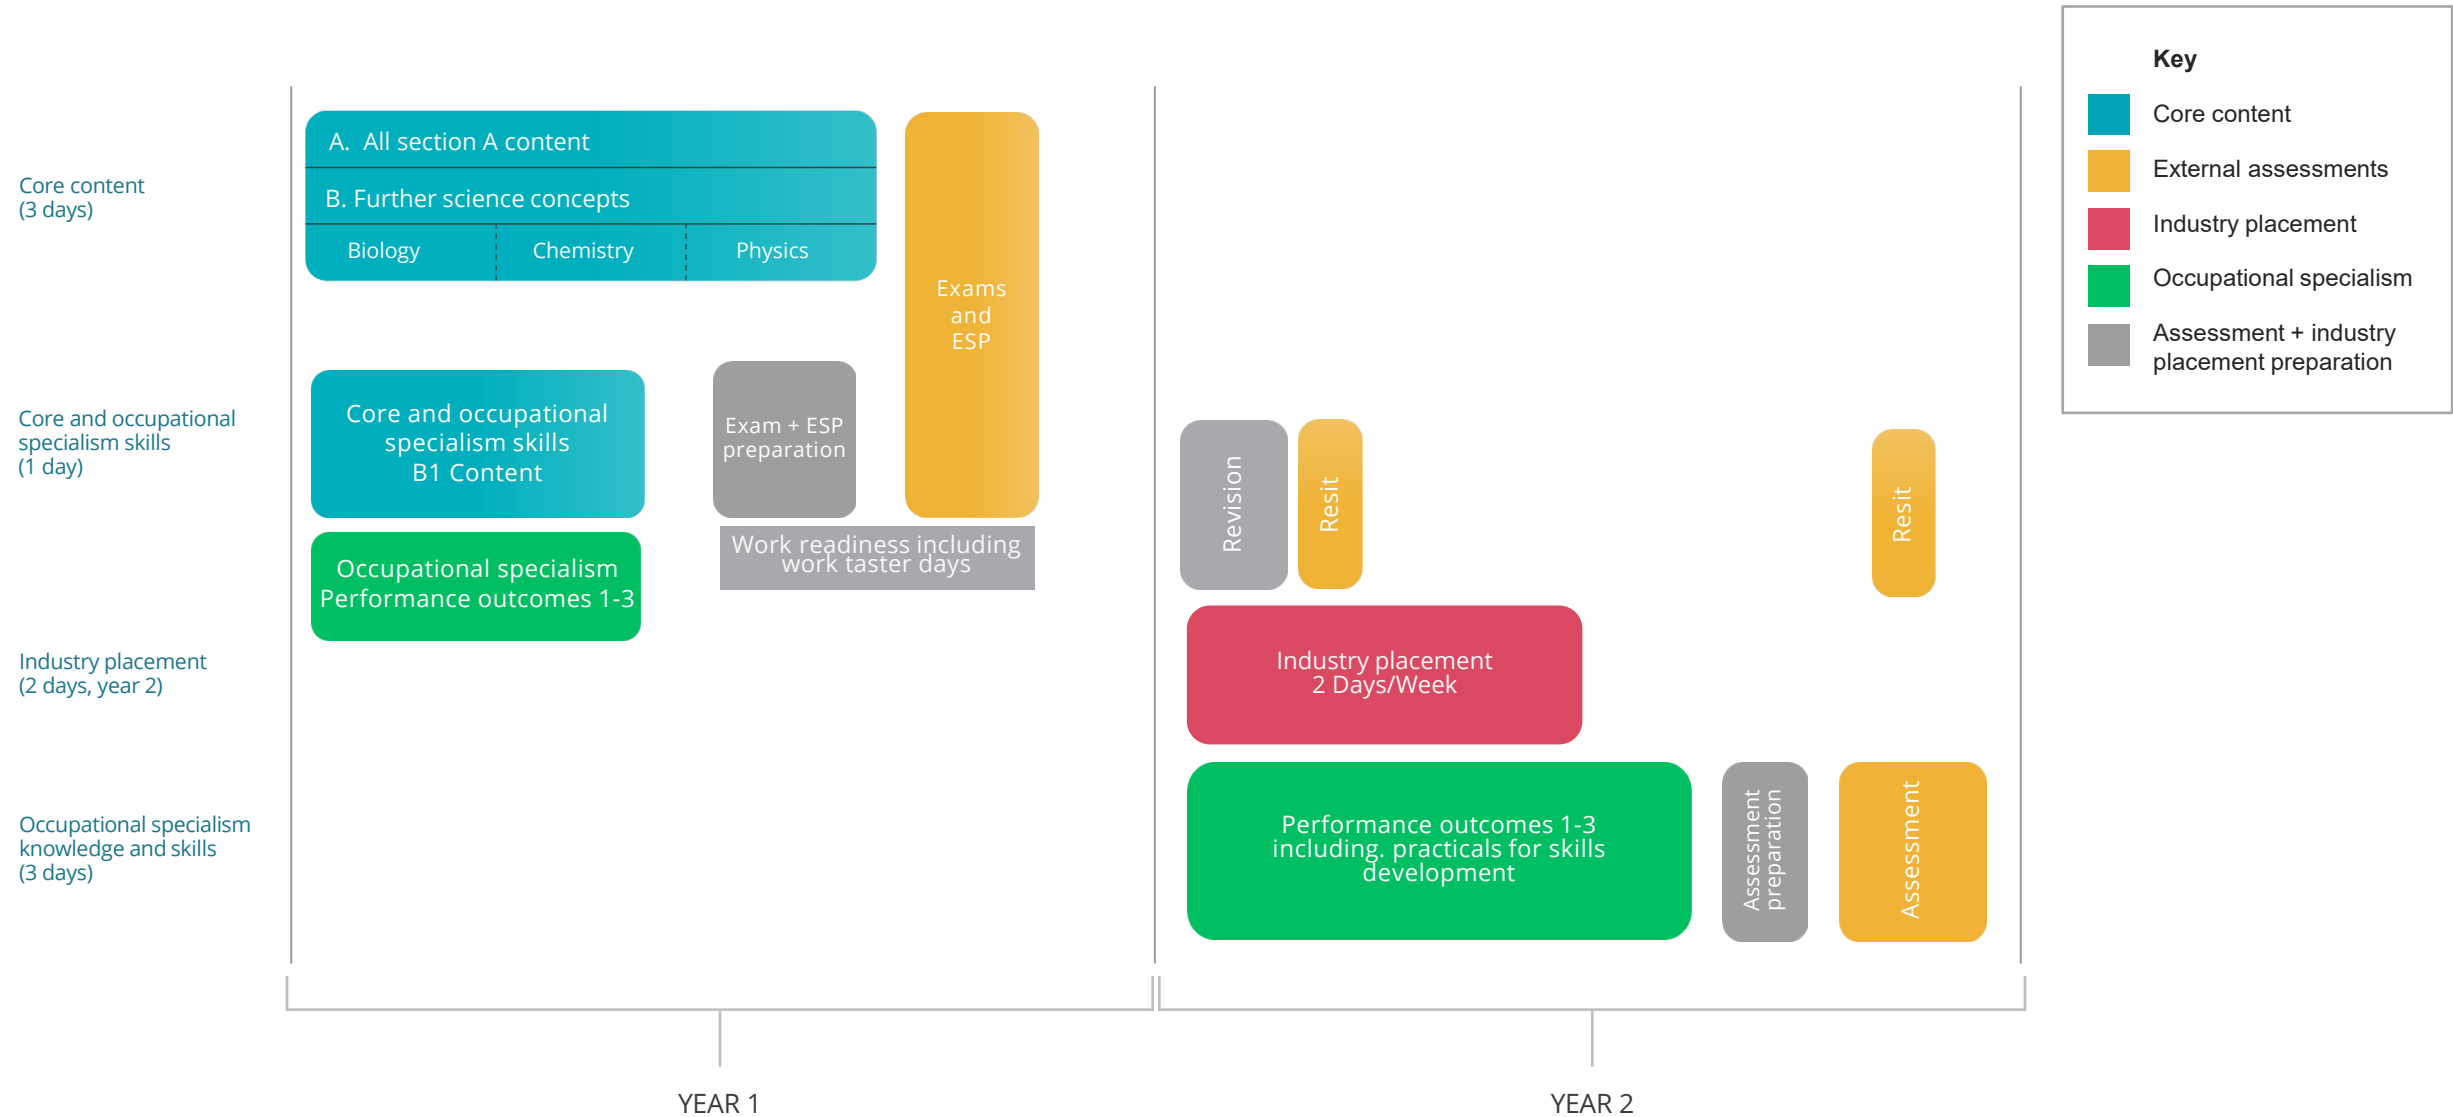 Key
Core content
External assessments
Industry placement
Occupational specialism
Assessment + industry
placement preparation
Core content
(3 days)
A. All section A content
B. Further science concepts
Biology
Chemistry
Physics
Exams
and
ESP
Core and occupational
specialism skills
(1 day)
Core and occupational
specialism skills
B1 Content
Exam + ESP
preparation
Occupational specialism
Performance outcomes 1-3
Work readiness including
work taster days
Revision
Resit
Resit
Industry placement
(2 days, year 2)
Industry placement
2 Days/Week
Occupational specialism
knowledge and skills
(3 days)
Performance outcomes 1-3
including. practicals for skills
development
Assessment
preparation
Assessment
YEAR 1
YEAR 2